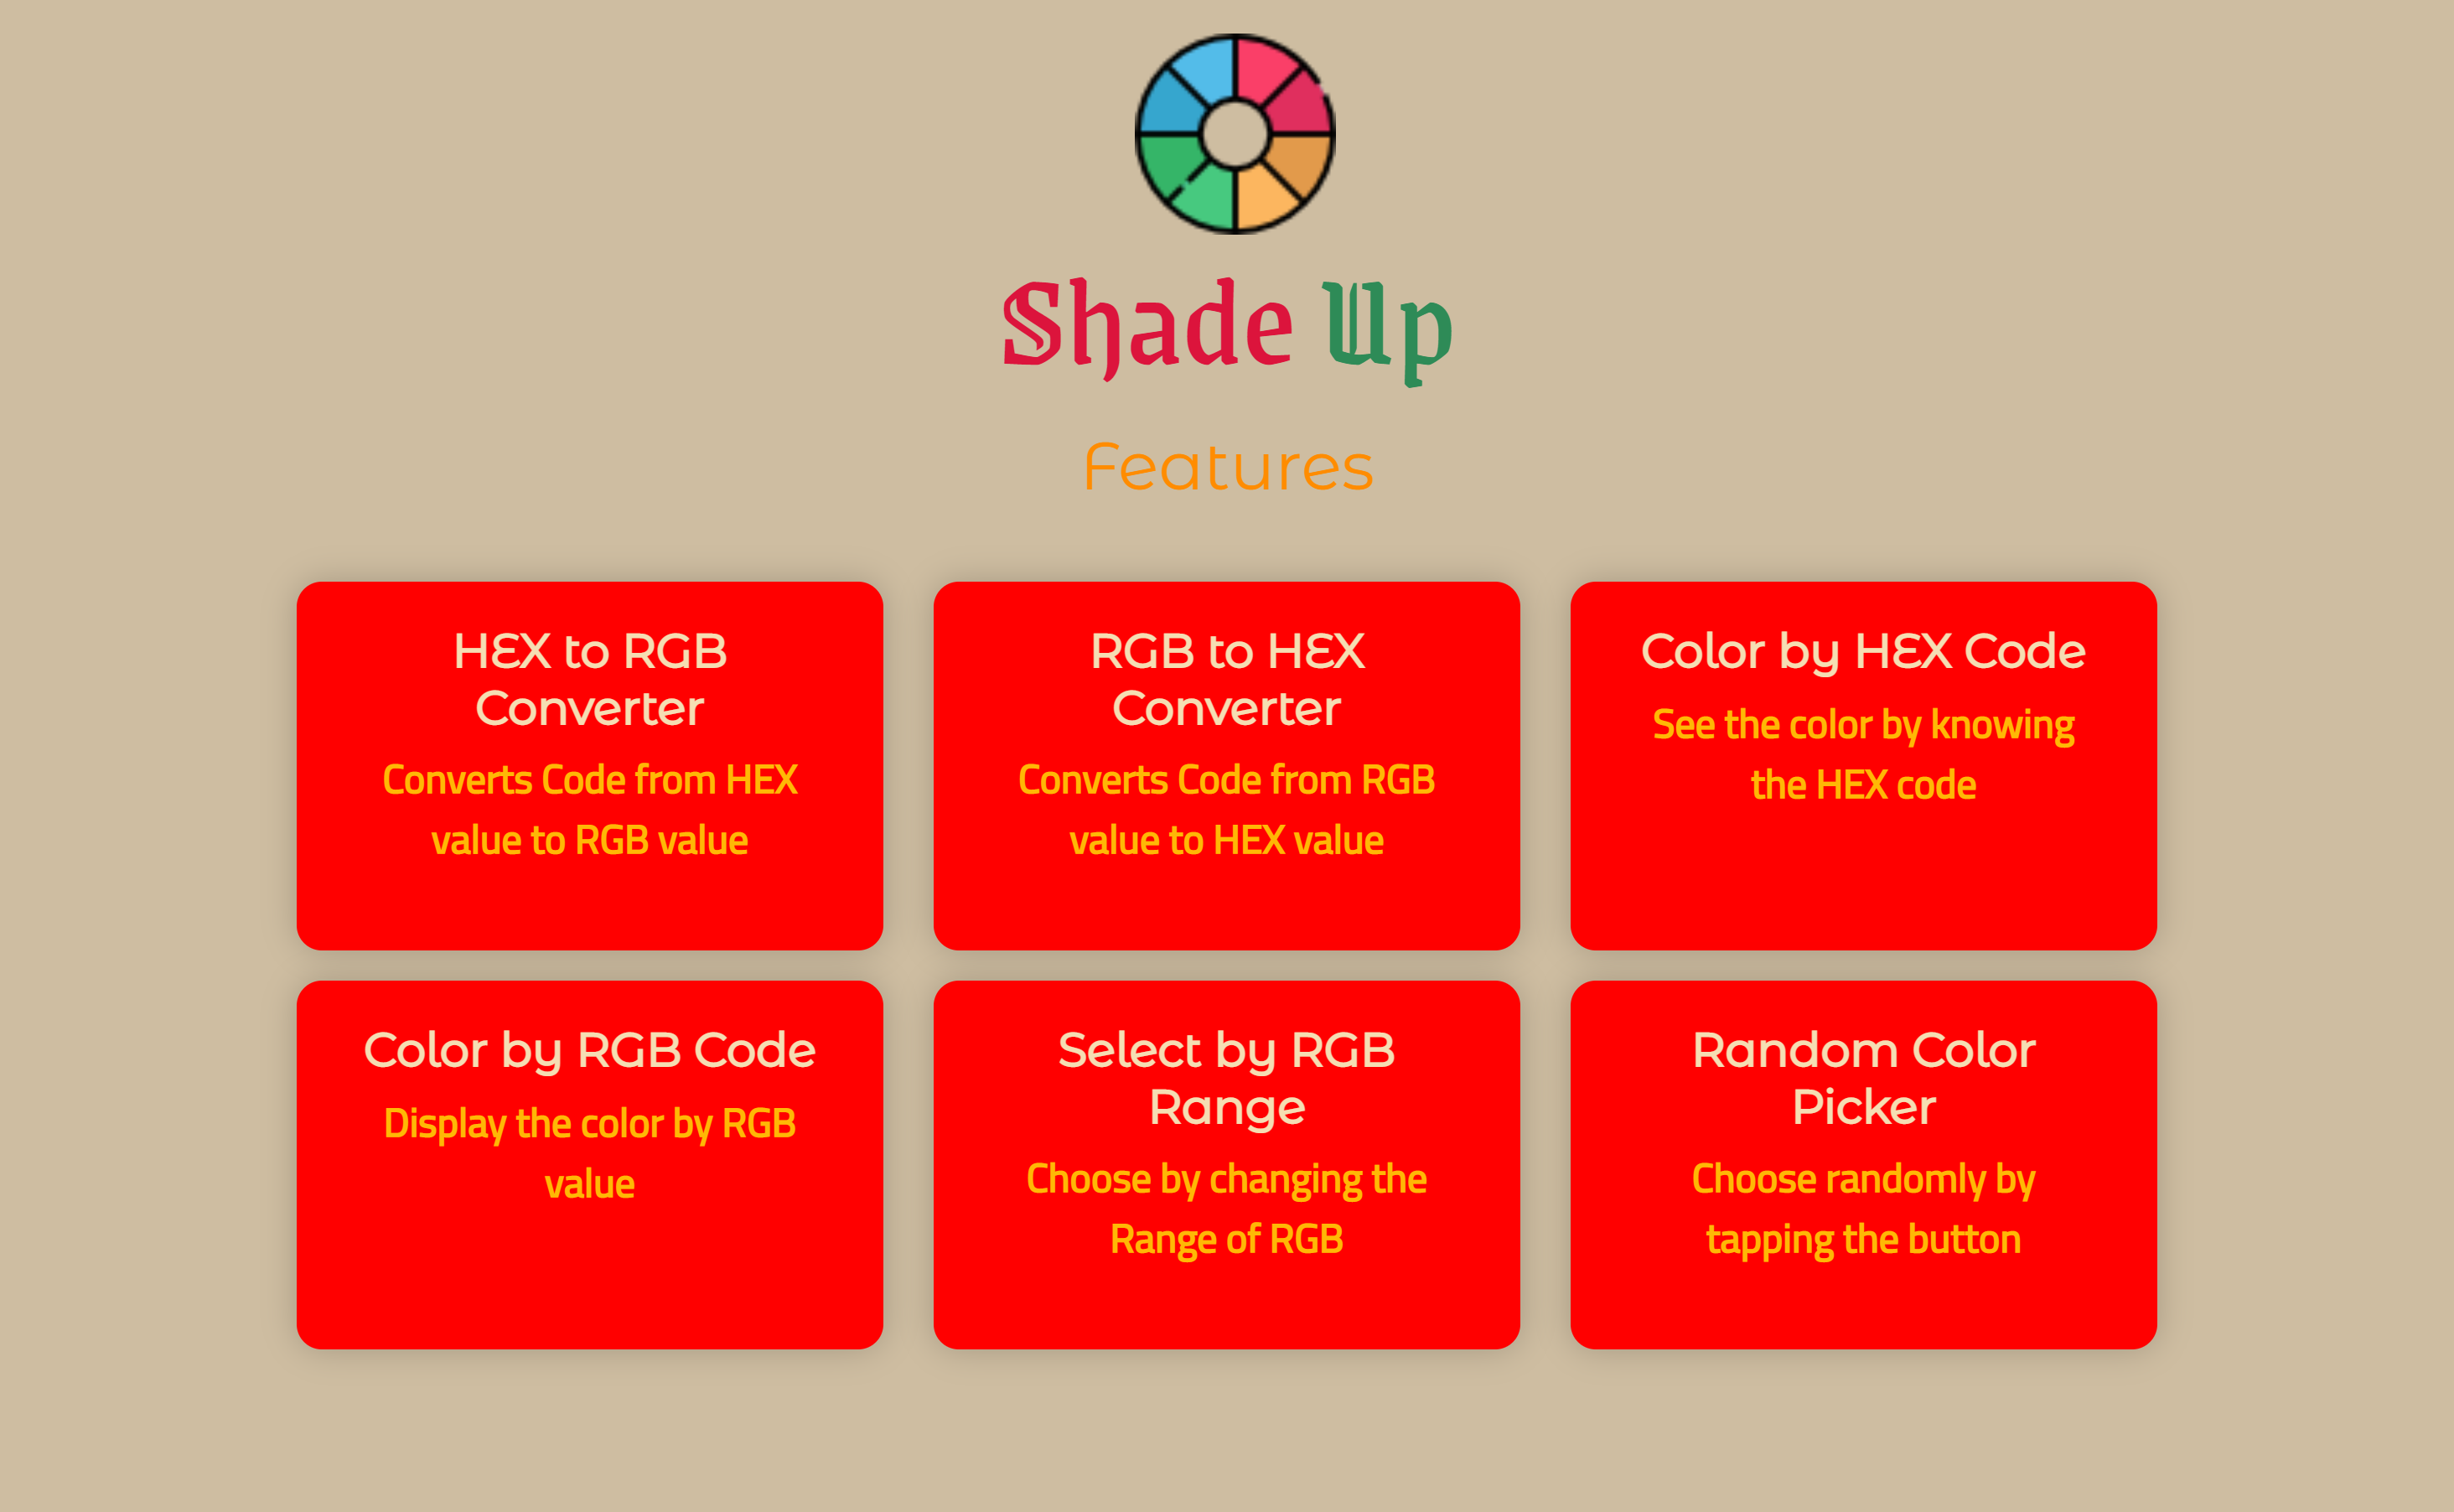 Shade Up
Features
HEX to RGB
Converter
Converts Code from HEX
value to RGB value
RGB to HEX
Converter
Converts Code from RGB
value to HEX value
Color by HEX Code
See the color by knowing
the HEX code
Color by RGB Code
Display the color by RGB
value
Select by RGB
Range
Choose by changing the
Range of RGB
Random Color
Picker
Choose randomly by
tapping the button